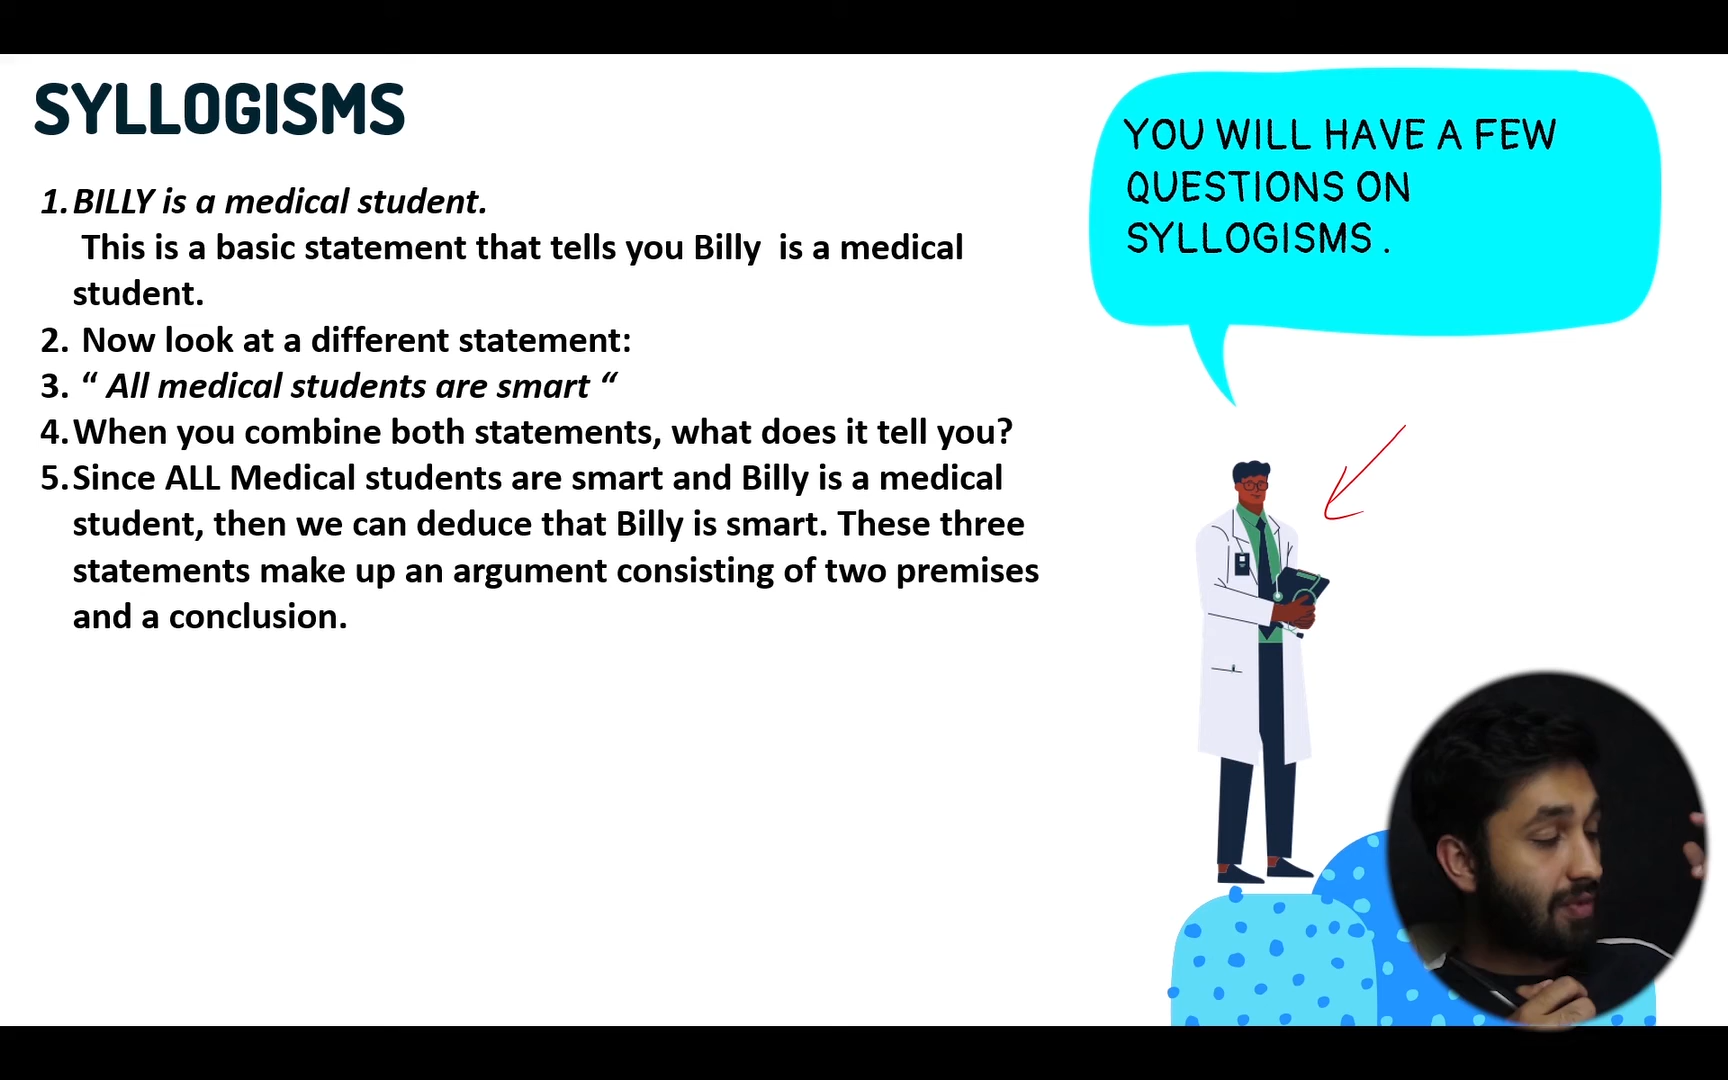 SYLLOGISMS
1. BILLY is a medical student.
This is a basic statement that tells you Billy is a medical
student.
2. Now look at a different statement:
3. “ All medical students are smart “
4. When you combine both statements, what does it tell you?
5. Since ALL Medical students are smart and Billy is a medical
student, then we can deduce that Billy is smart. These three
statements make up an argument consisting of two premises
and a conclusion.
YOU WILL HAVE A FEW
QUESTIONS ON
SYLLOGISMS .